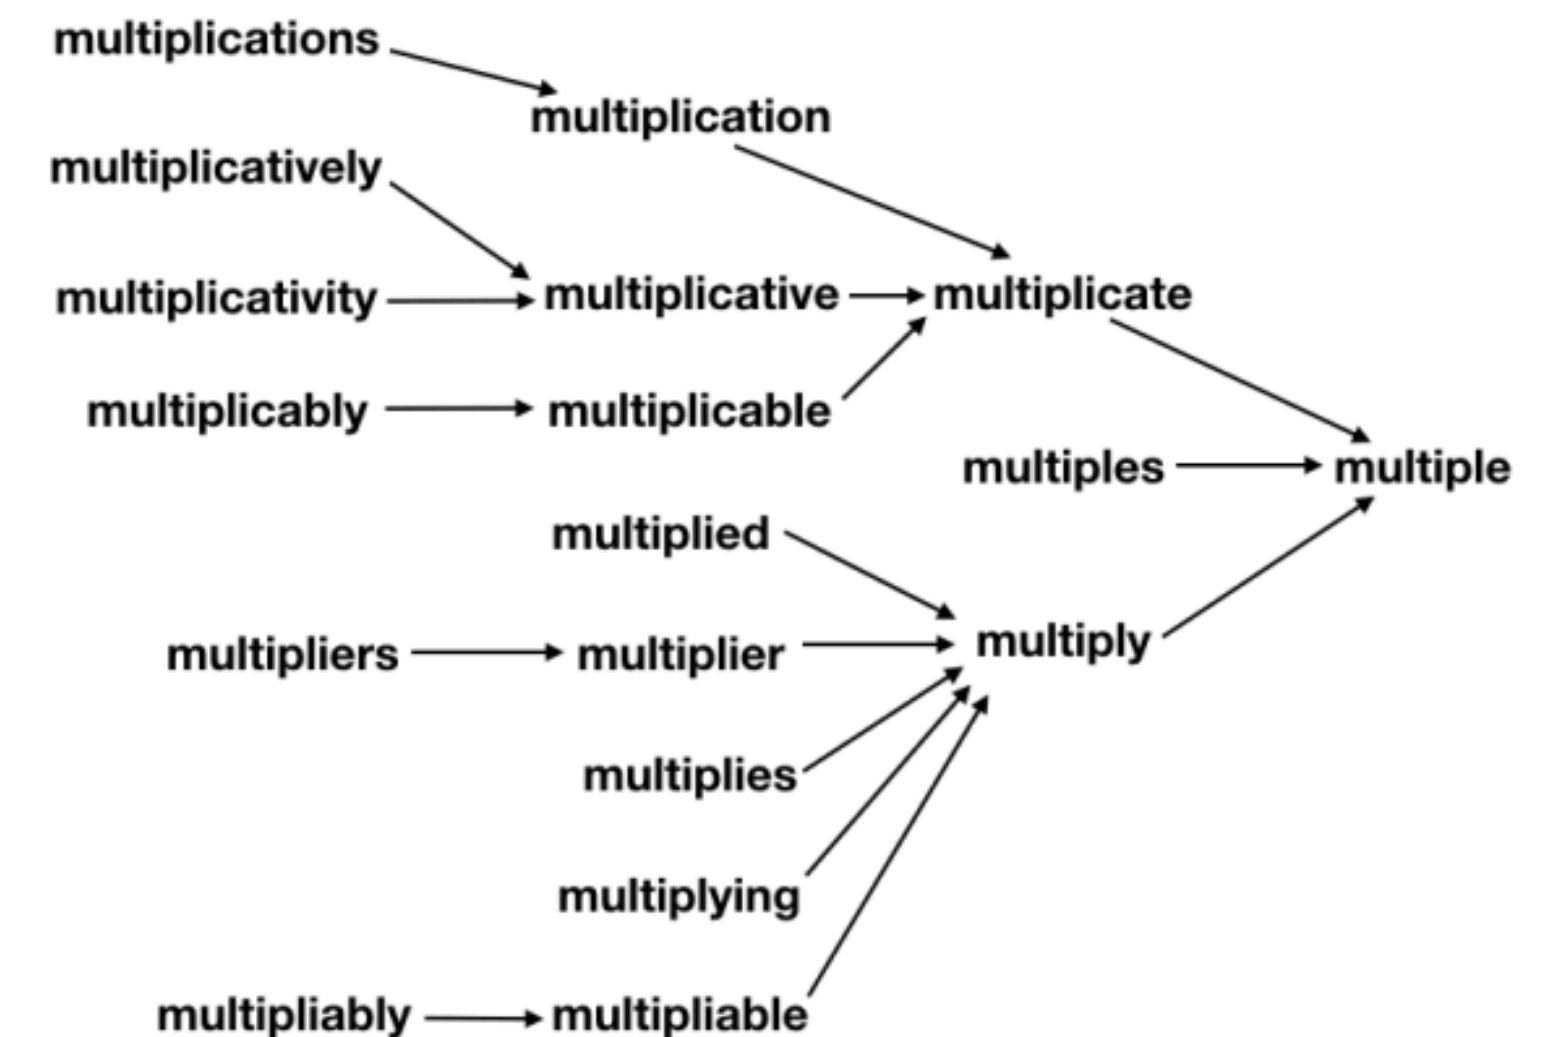 multiplications
multiplication
multiplicatively
multiplicativity
multiplicative
multiplicate
multiplicably
multiplicable
multiples
multiple
multiplied
multipliers
multiplier
multiply
multiplies
multiplying
multipliably
multipliable